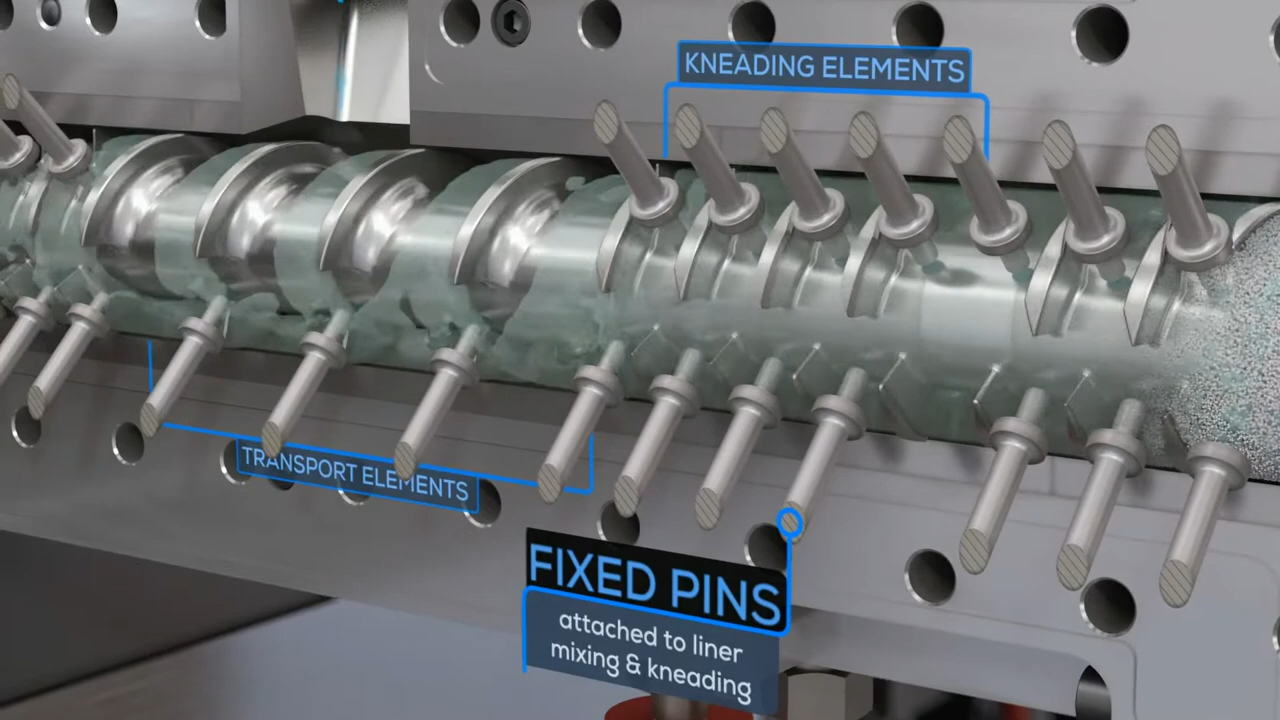 KNEADING ELEMENTS
TRANSPORT ELEMENTS
FIXED PINS
attached to liner
mixing & kneading